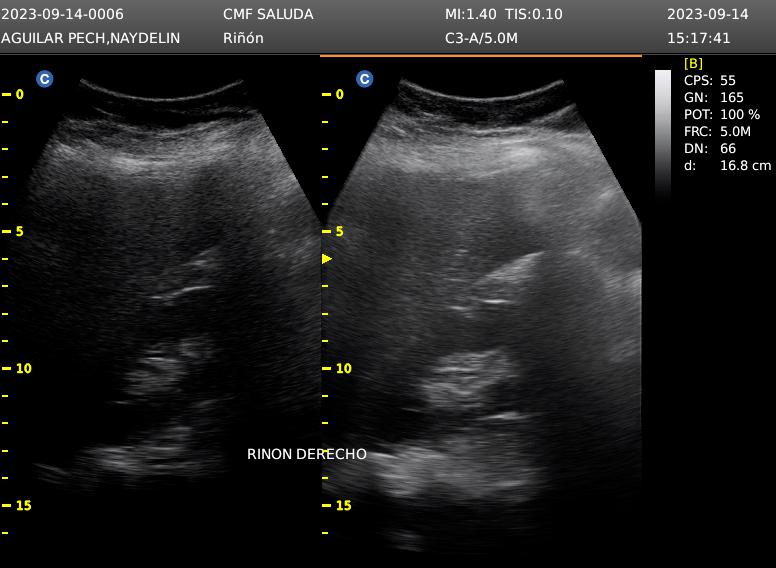 2023-09-14-0006 CMF SALUDA MI:1.40 TIS:0.10 2023-09-14
AGUILAR PECH,NAYDELIN Riñón C3-A/5.0M 15:17:41
[B]
CPS: 55
GN: 165
POT: 100 %
FRC: 5.0M
DN: 66
d: 16.8 cm
C
C
0
5
10
15
0
5
10
15
RINON DERECHO